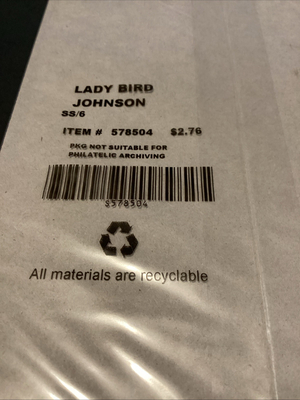 LADY BIRD
JOHNSON
SS/6
ITEM # 578504 $2.76
PKG NOT SUITABLE FOR
PHILATELIC ARCHIVING
S578504
All materials are recyclable